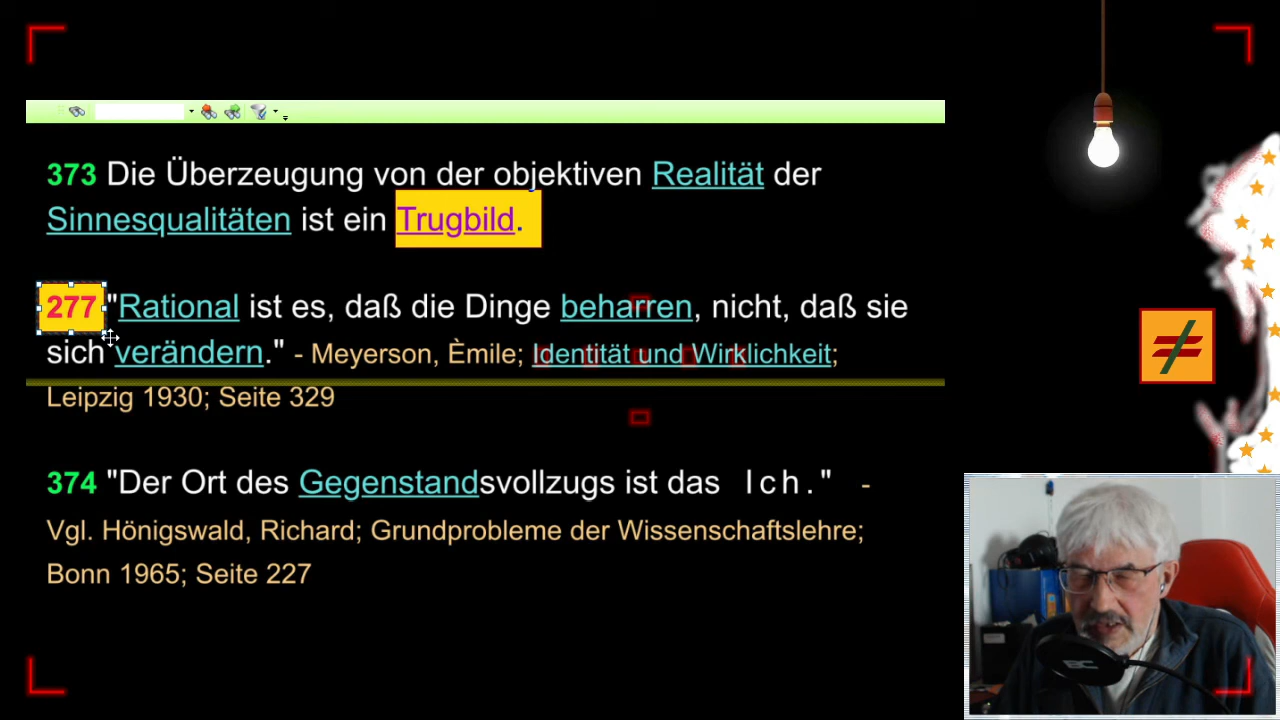 373 Die Überzeugung von der objektiven Realität der
Sinnesqualitäten ist ein Trugbild.
277 "Rational ist es, daß die Dinge beharren, nicht, daß sie
sich verändern." - Meyerson, Èmile; Identität und Wirklichkeit;
Leipzig 1930; Seite 329
374 "Der Ort des Gegenstandsvollzugs ist das Ich." -
Vgl. Hönigswald, Richard; Grundprobleme der Wissenschaftslehre;
Bonn 1965; Seite 227
≠